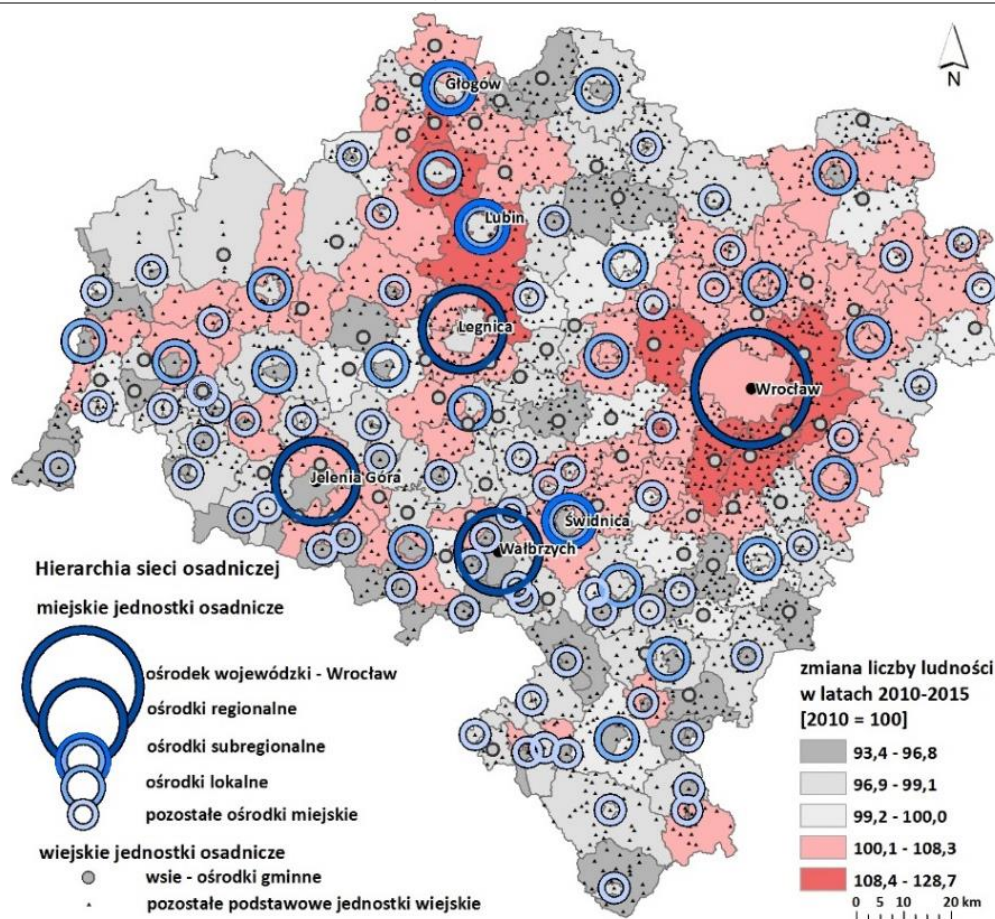 N
Głogów
Lubin
Legnica
Wrocław
Jelenia Góra
Świdnica
Wałbrzych
Hierarchia sieci osadniczej
miejskie jednostki osadnicze
ośrodek wojewódzki - Wrocław
ośrodki regionalne
ośrodki subregionalne
ośrodki lokalne
pozostałe ośrodki miejskie
wiejskie jednostki osadnicze
wsie - ośrodki gminne
pozostałe podstawowe jednostki wiejskie
zmiana liczby ludności
w latach 2010-2015
[2010 = 100]
93,4 - 96,8
96,9 - 99,1
99,2 - 100,0
100,1 - 108,3
108,4 - 128,7
0 5 10 20 km